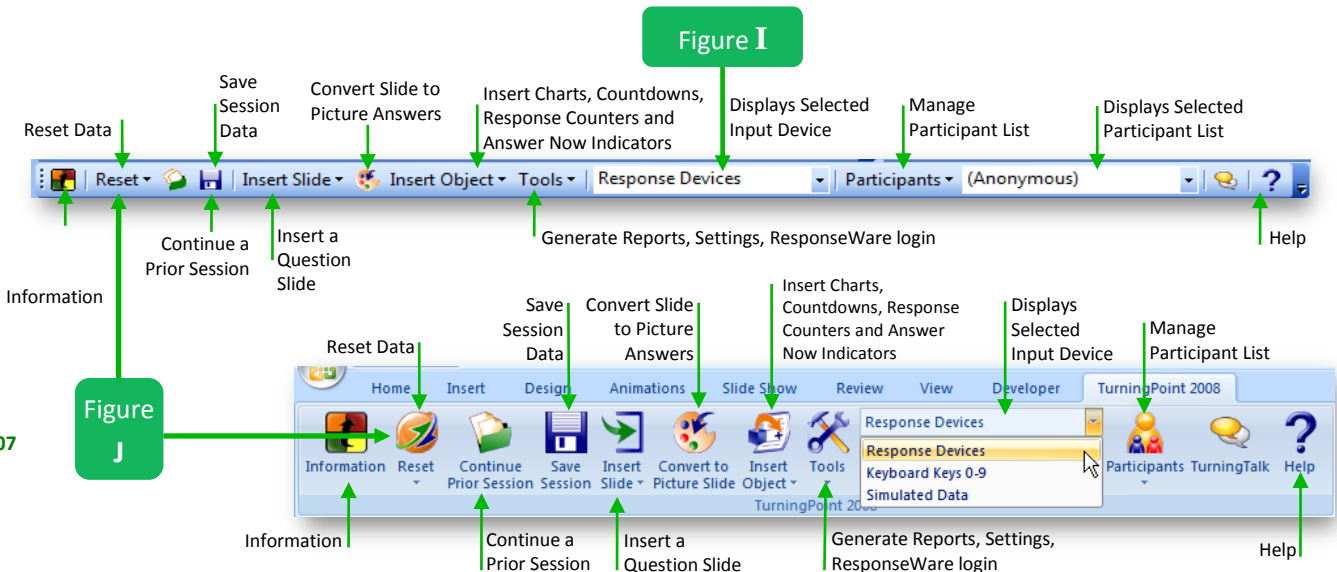 Figure I
Save
Session
Data
Convert Slide to
Picture Answers
Insert Charts, Countdowns,
Response Counters and
Answer Now Indicators
Displays Selected
Input Device
Manage
Participant List
Displays Selected
Participant List
Reset Data
Reset Insert Slide Insert Object Tools Response Devices Participants (Anonymous) ?
Information
Continue a
Prior Session
Insert a
Question
Slide
Generate Reports, Settings, ResponseWare login
Help
Reset Data
Save
Session
Data
Convert Slide
to Picture
Answers
Insert Charts,
Countdowns, Response
Counters and Answer
Now Indicators
Displays
Selected
Input Device
Manage
Participant List
Figure
J
07
Home Insert Design Animations Slide Show Review View Developer TurningPoint 2008
Response Devices
Response Devices
Keyboard Keys 0-9
Simulated Data
Information
Reset
Continue
Prior Session
Save
Session
Insert
Slide
Convert to
Picture Slide
Insert
Object
Tools
Participants
TurningTalk
Help
TurningPoint 2008
Information
Continue a
Prior Session
Insert a
Question Slide
Generate Reports, Settings,
ResponseWare login
Help